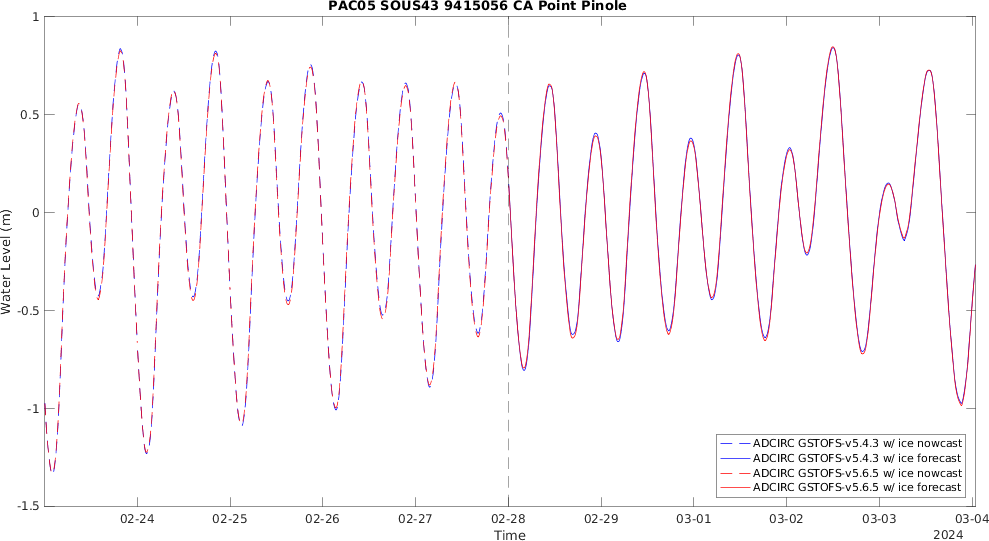 PAC05 SOUS43 9415056 CA Point Pinole
1
0.5
0
-0.5
-1
-1.5
Water Level (m)
02-24 02-25 02-26 02-27 02-28 02-29 03-01 03-02 03-03 03-04
Time
2024
ADCIRC GSTOFS-v5.4.3 w/ ice nowcast
ADCIRC GSTOFS-v5.4.3 w/ ice forecast
ADCIRC GSTOFS-v5.6.5 w/ ice nowcast
ADCIRC GSTOFS-v5.6.5 w/ ice forecast